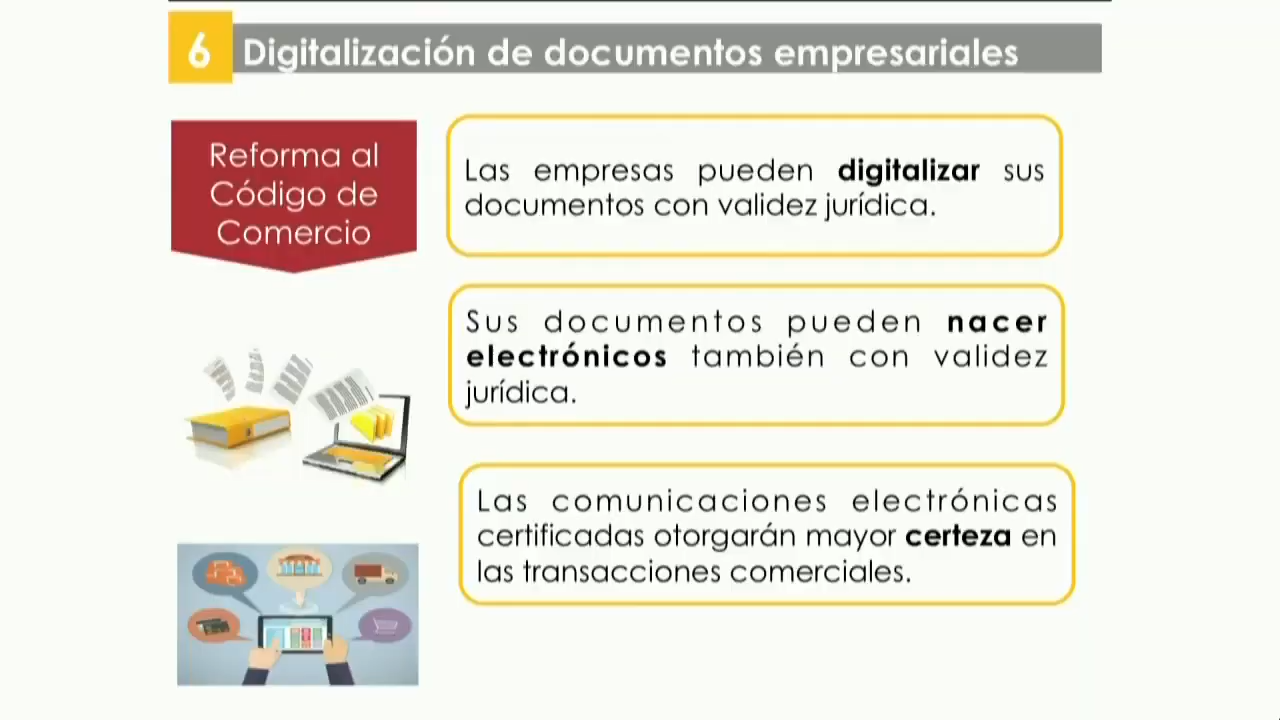 6 Digitalización de documentos empresariales
Reforma al
Código de
Comercio
Las empresas pueden digitalizar sus
documentos con validez jurídica.
Sus documentos pueden nacer
electrónicos también con validez
jurídica.
Las comunicaciones electrónicas
certificadas otorgarán mayor certeza en
las transacciones comerciales.